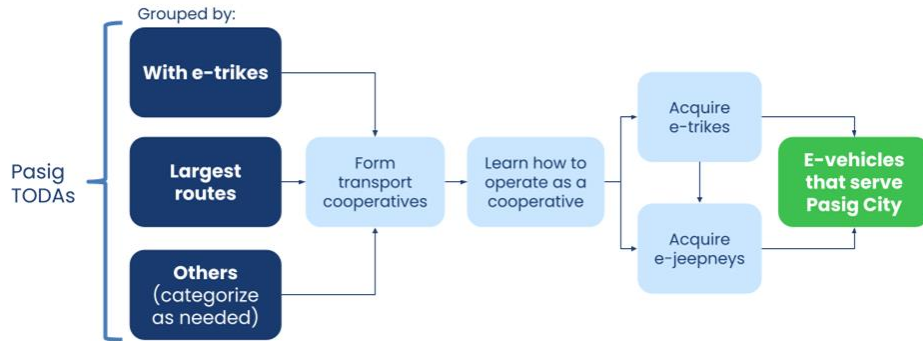 Grouped by:
Pasig
TODAs
With e-trikes
Largest
routes
Others
(categorize
as needed)
Form
transport
cooperatives
Learn how to
operate as a
cooperative
Acquire
e-trikes
Acquire
e-jeepneys
E-vehicles
that serve
Pasig City